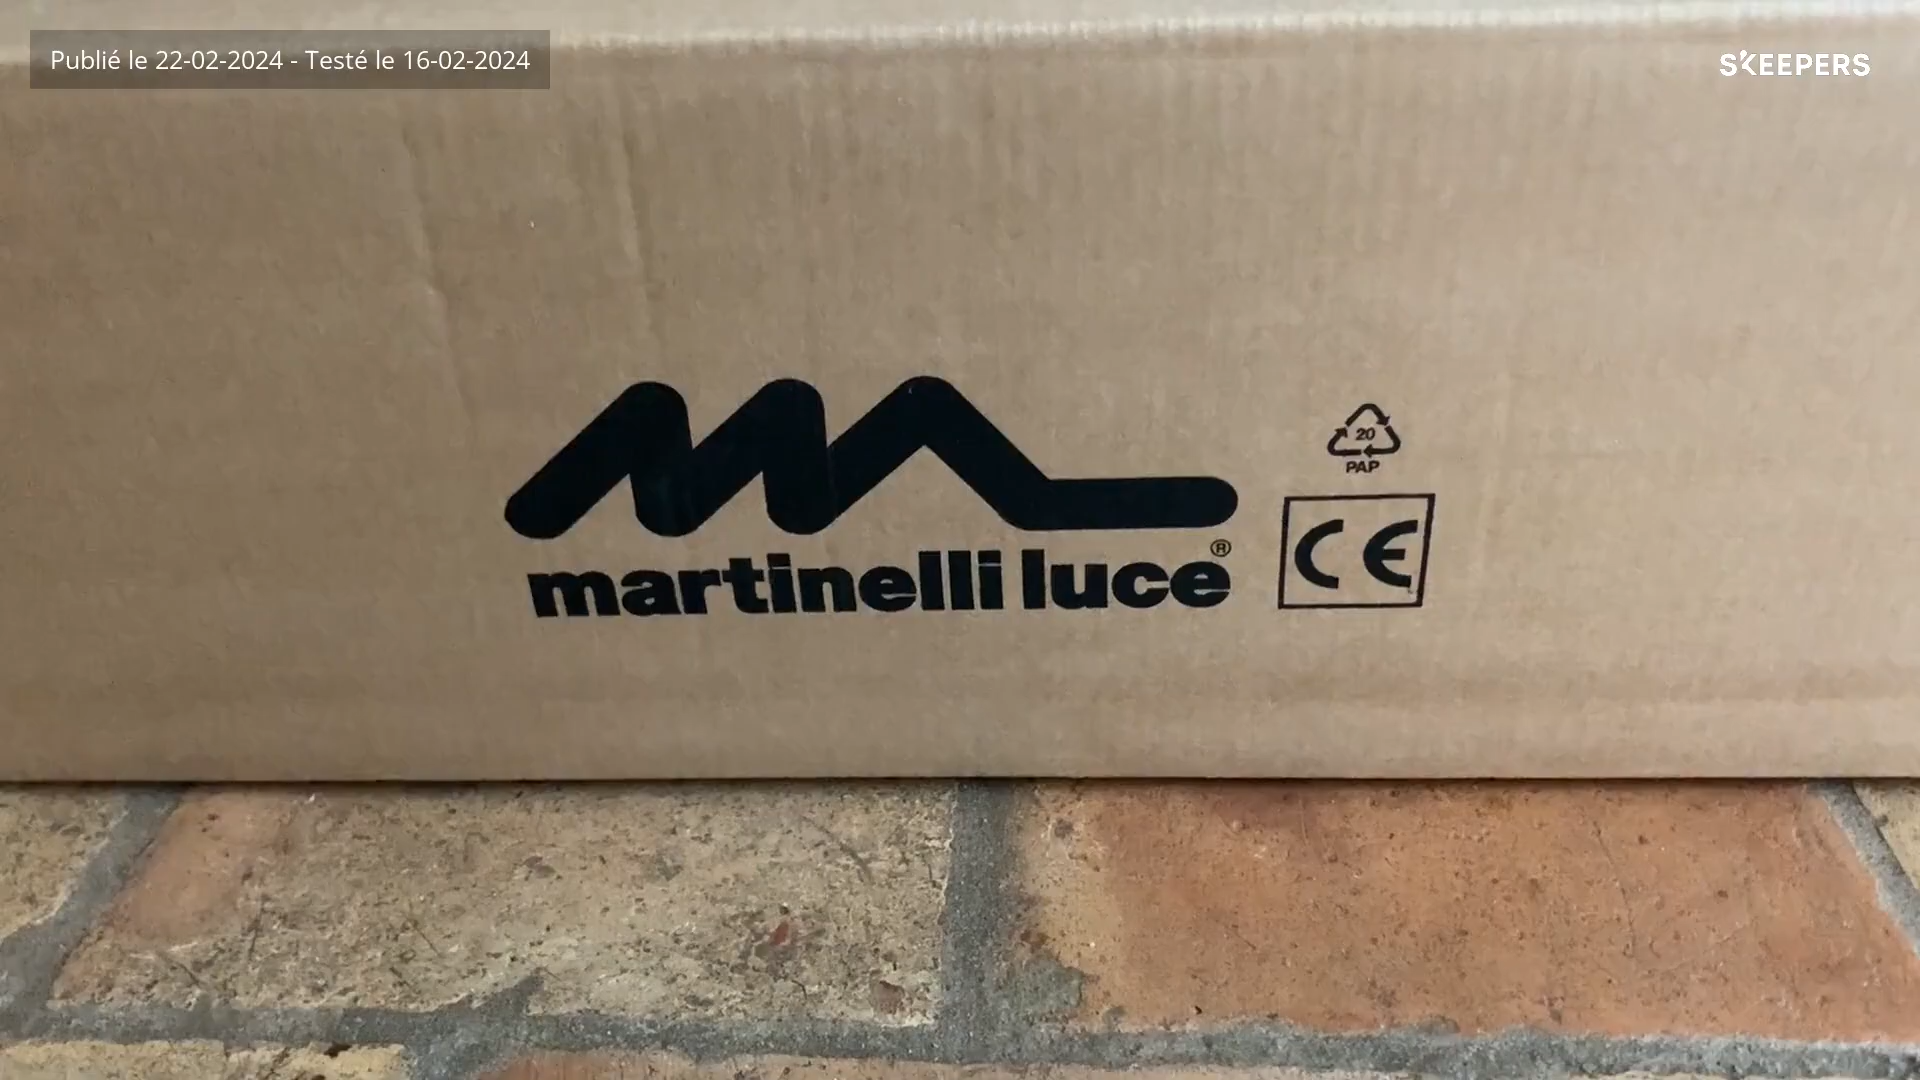 Publié le 22-02-2024 - Testé le 16-02-2024
SKEEPERS
20
PAP
martinelli luce®
CE